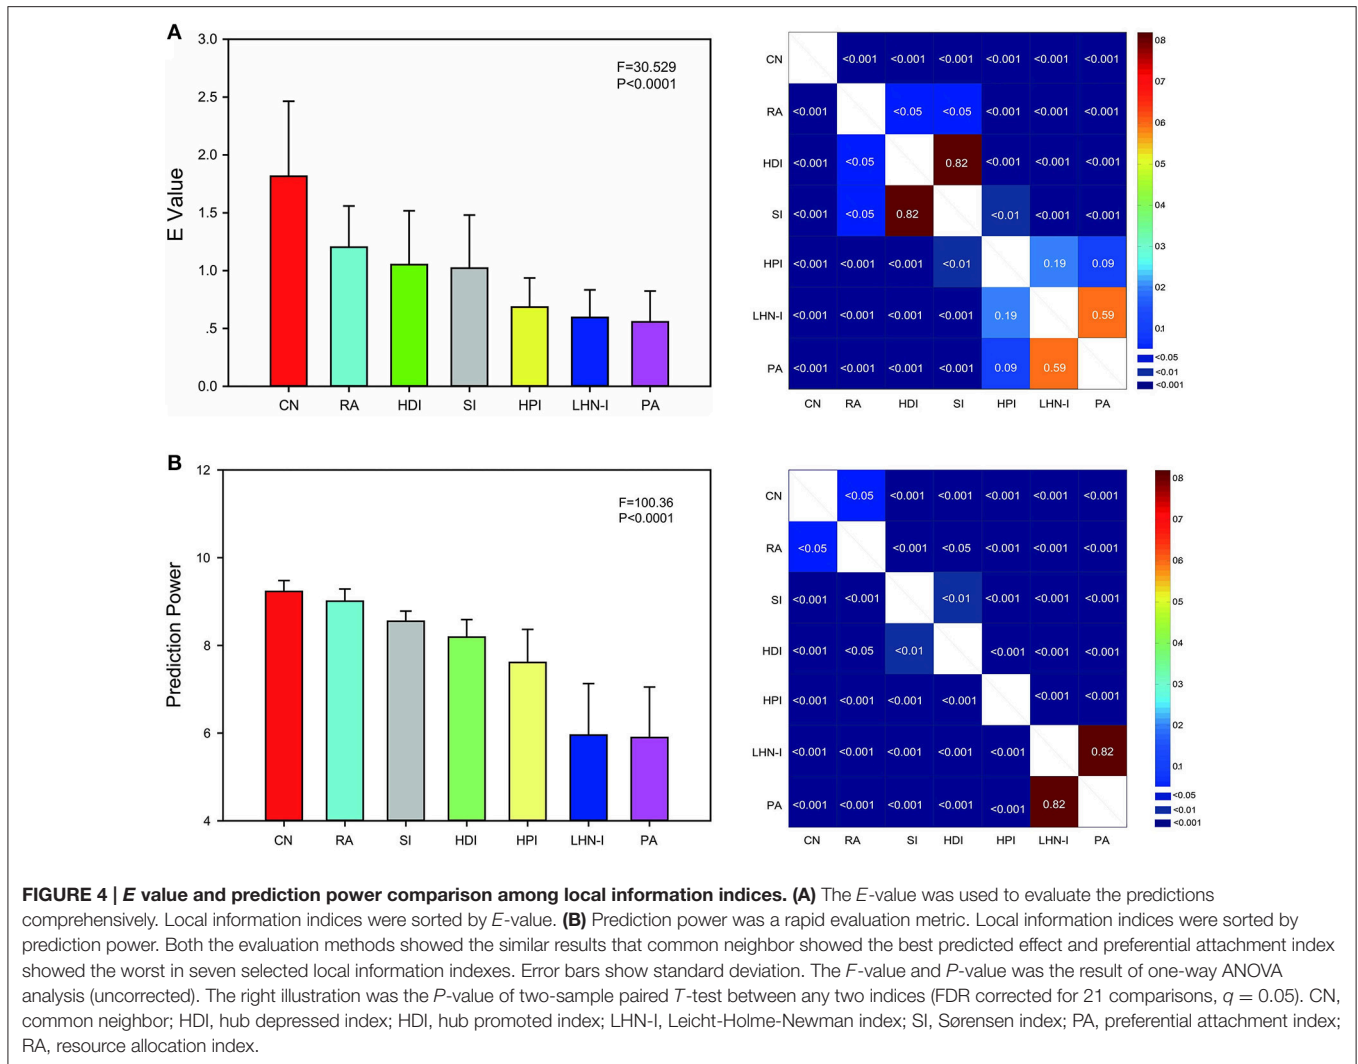 A
3.0
2.5
2.0
1.5
1.0
.5
0.0
E Value
F=30.529
P<0.0001
CN RA HDI SI HPI LHN-I PA
CN <0.001 <0.001 <0.001 <0.001 <0.001 <0.001
RA <0.001 <0.05 <0.05 <0.001 <0.001 <0.001
HDI <0.001 <0.05 0.82 <0.001 <0.001 <0.001
SI <0.001 <0.05 0.82 <0.01 <0.001 <0.001
HPI <0.001 <0.001 <0.001 <0.01 0.19 0.09
LHN-I <0.001 <0.001 <0.001 <0.001 0.19 0.59
PA <0.001 <0.001 <0.001 <0.001 0.09 0.59
CN RA HDI SI HPI LHN-I PA
08
07
06
05
04
03
02
0.1
<0.05
<0.01
<0.001
B
12
10
8
6
4
Prediction Power
F=100.36
P<0.0001
CN RA SI HDI HPI LHN-I PA
CN <0.05 <0.001 <0.001 <0.001 <0.001 <0.001
RA <0.05 <0.001 <0.05 <0.001 <0.001 <0.001
SI <0.001 <0.001 <0.01 <0.001 <0.001 <0.001
HDI <0.001 <0.05 <0.01 <0.001 <0.001 <0.001
HPI <0.001 <0.001 <0.001 <0.001 <0.001 <0.001
LHN-I <0.001 <0.001 <0.001 <0.001 <0.001 0.82
PA <0.001 <0.001 <0.001 <0.001 <0.001 0.82
CN RA SI HDI HPI LHN-I PA
08
07
06
05
04
03
02
0.1
<0.05
<0.01
<0.001
FIGURE 4 | E value and prediction power comparison among local information indices. (A) The E-value was used to evaluate the predictions
comprehensively. Local information indices were sorted by E-value. (B) Prediction power was a rapid evaluation metric. Local information indices were sorted by
prediction power. Both the evaluation methods showed the similar results that common neighbor showed the best predicted effect and preferential attachment index
showed the worst in seven selected local information indexes. Error bars show standard deviation. The F-value and P-value was the result of one-way ANOVA
analysis (uncorrected). The right illustration was the P-value of two-sample paired T-test between any two indices (FDR corrected for 21 comparisons, q = 0.05). CN,
common neighbor; HDI, hub depressed index; HDI, hub promoted index; LHN-I, Leicht-Holme-Newman index; SI, Sørensen index; PA, preferential attachment index;
RA, resource allocation index.